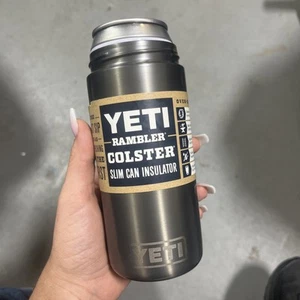 YETI
RAMBLER
COLSTER
SLIM CAN INSULATOR
YETI